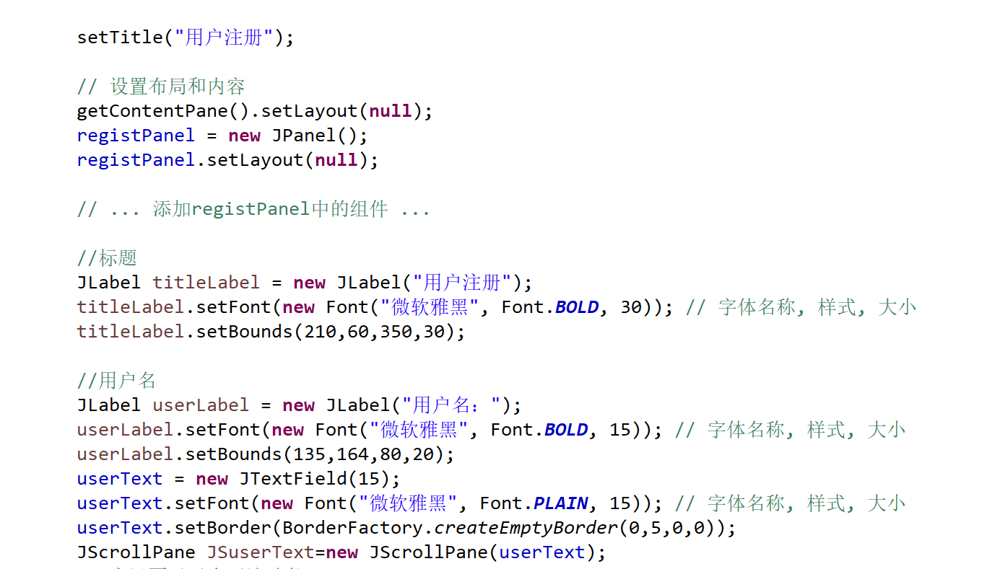 setTitle("用户注册");
// 设置布局和内容
getContentPane().setLayout(null);
registPanel = new JPanel();
registPanel.setLayout(null);
// ... 添加registPanel中的组件 ...
//标题
JLabel titleLabel = new JLabel("用户注册");
titleLabel.setFont(new Font("微软雅黑", Font.BOLD, 30)); // 字体名称, 样式, 大小
titleLabel.setBounds(210,60,350,30);
//用户名
JLabel userLabel = new JLabel("用户名：");
userLabel.setFont(new Font("微软雅黑", Font.BOLD, 15)); // 字体名称, 样式, 大小
userLabel.setBounds(135,164,80,20);
userText = new JTextField(15);
userText.setFont(new Font("微软雅黑", Font.PLAIN, 15)); // 字体名称, 样式, 大小
userText.setBorder(BorderFactory.createEmptyBorder(0,5,0,0));
JScrollPane JSuserText=new JScrollPane(userText);